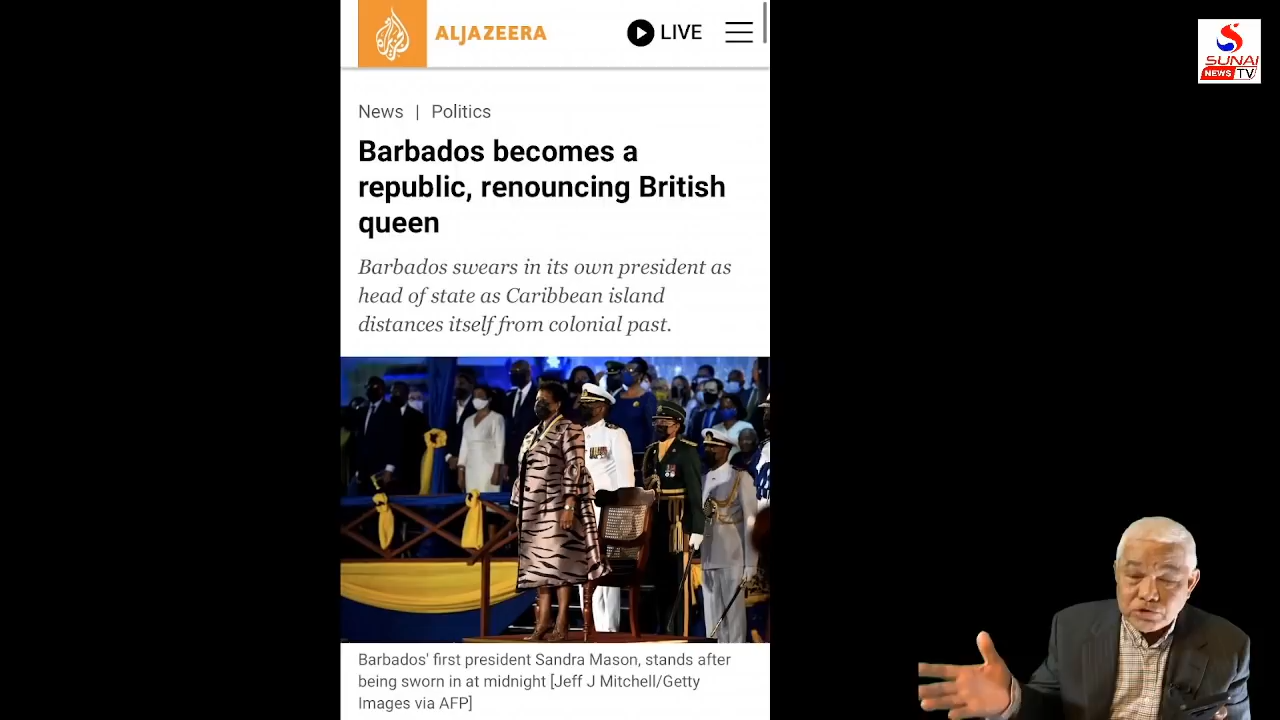 ALJAZEERA
LIVE
SUNAI
NEWS TV
News | Politics
Barbados becomes a
republic, renouncing British
queen
Barbados swears in its own president as
head of state as Caribbean island
distances itself from colonial past.
Barbados' first president Sandra Mason, stands after
being sworn in at midnight [Jeff J Mitchell/Getty
Images via AFP]